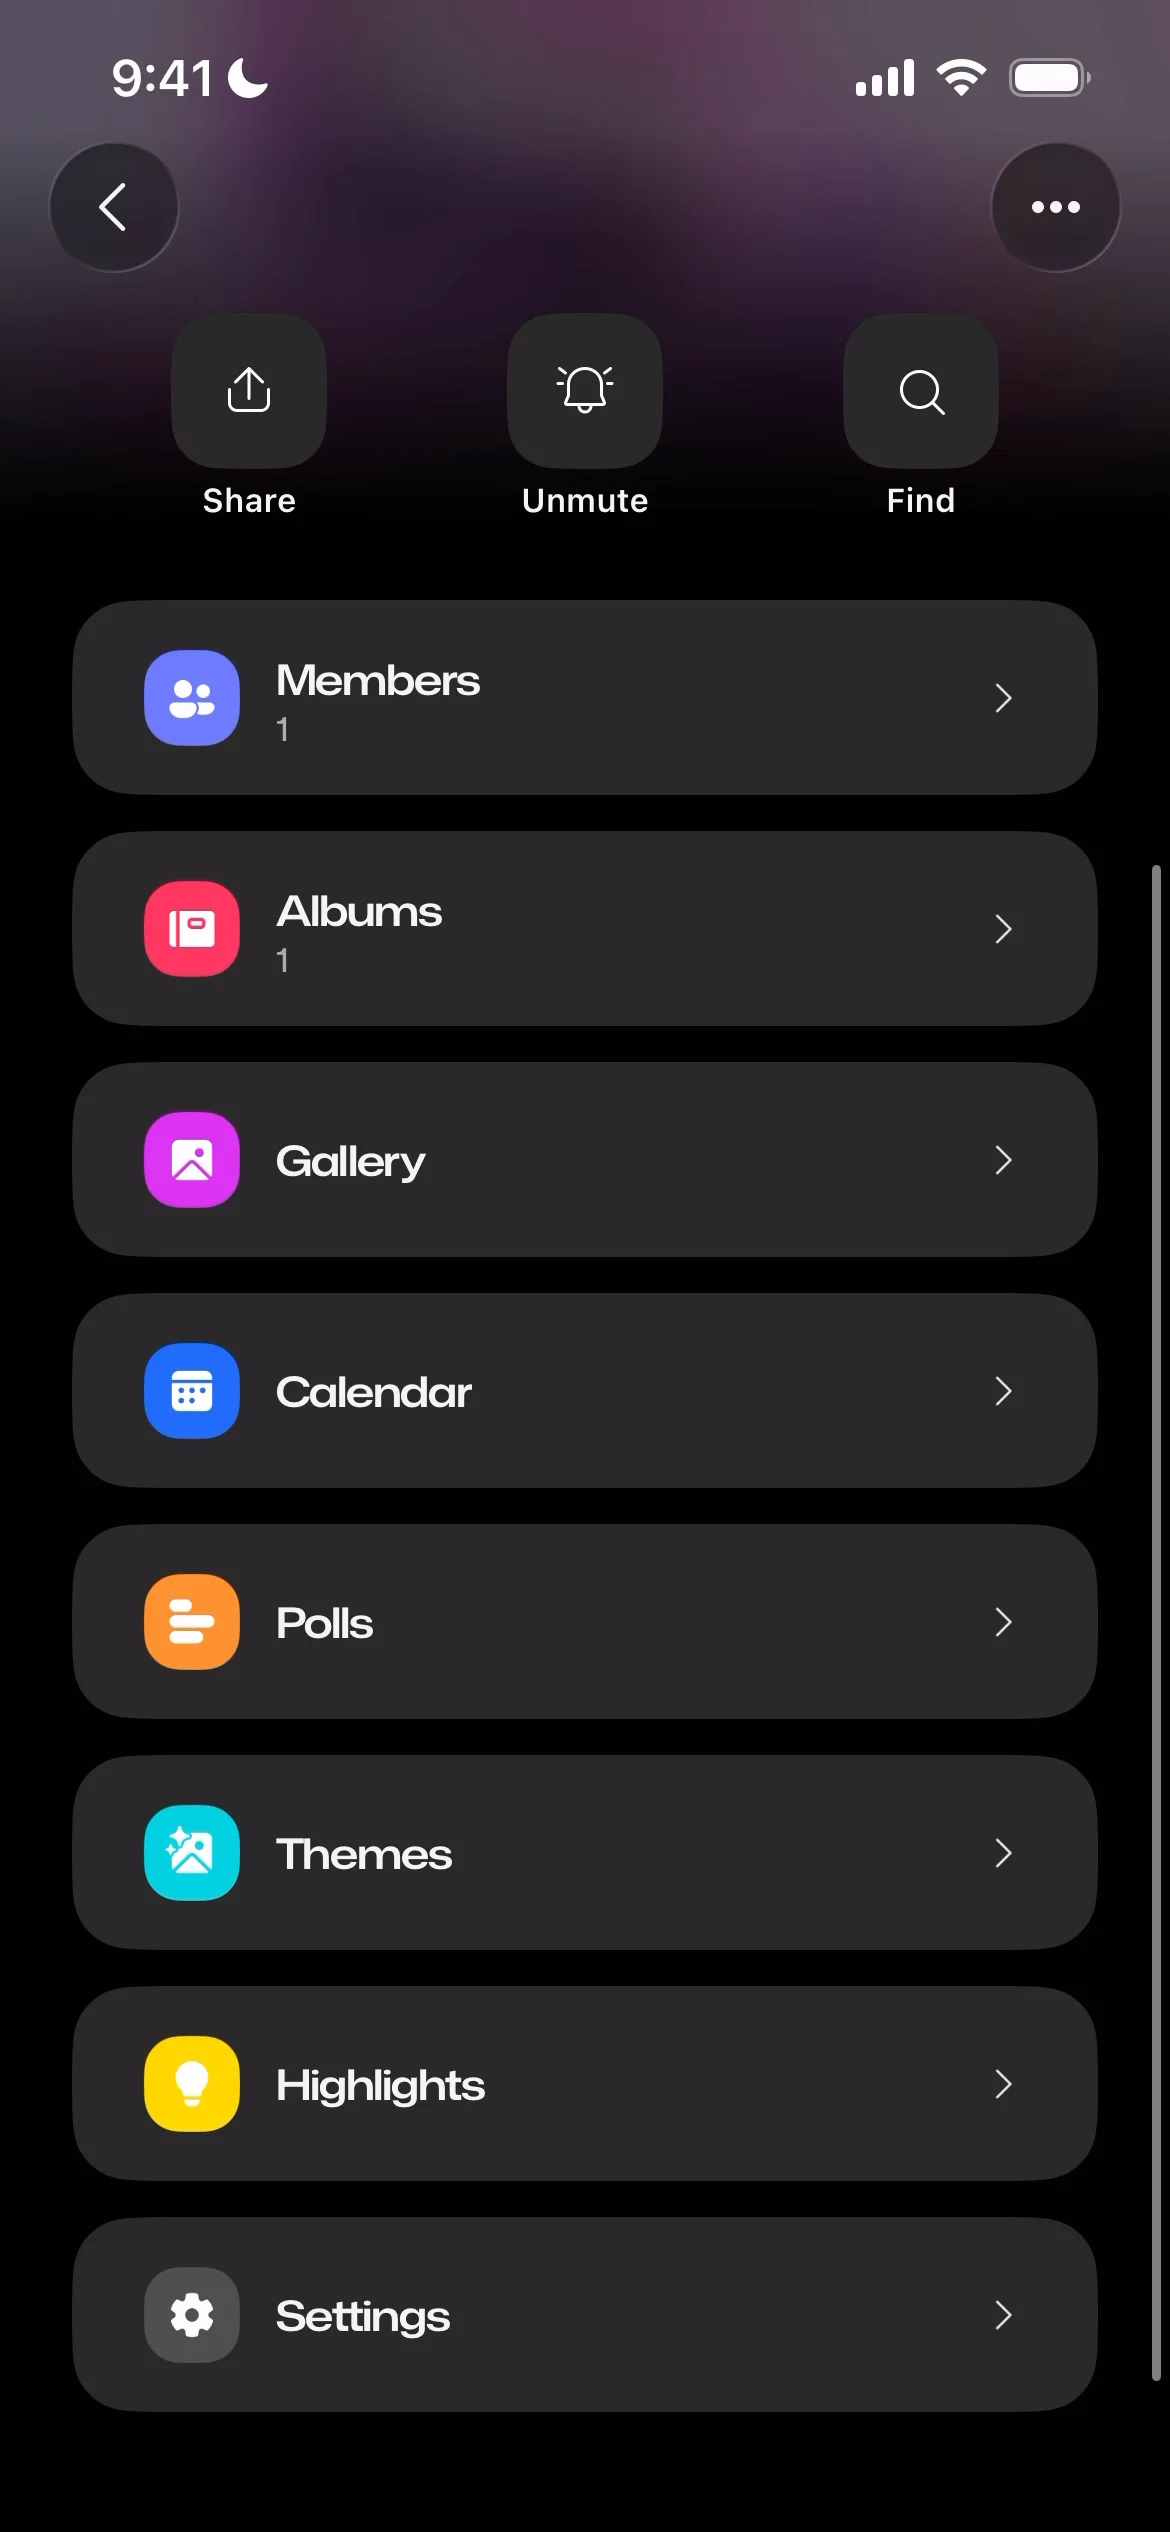 9:41
Share
Unmute
Find
Members
1
Albums
1
Gallery
Calendar
Polls
Themes
Highlights
Settings